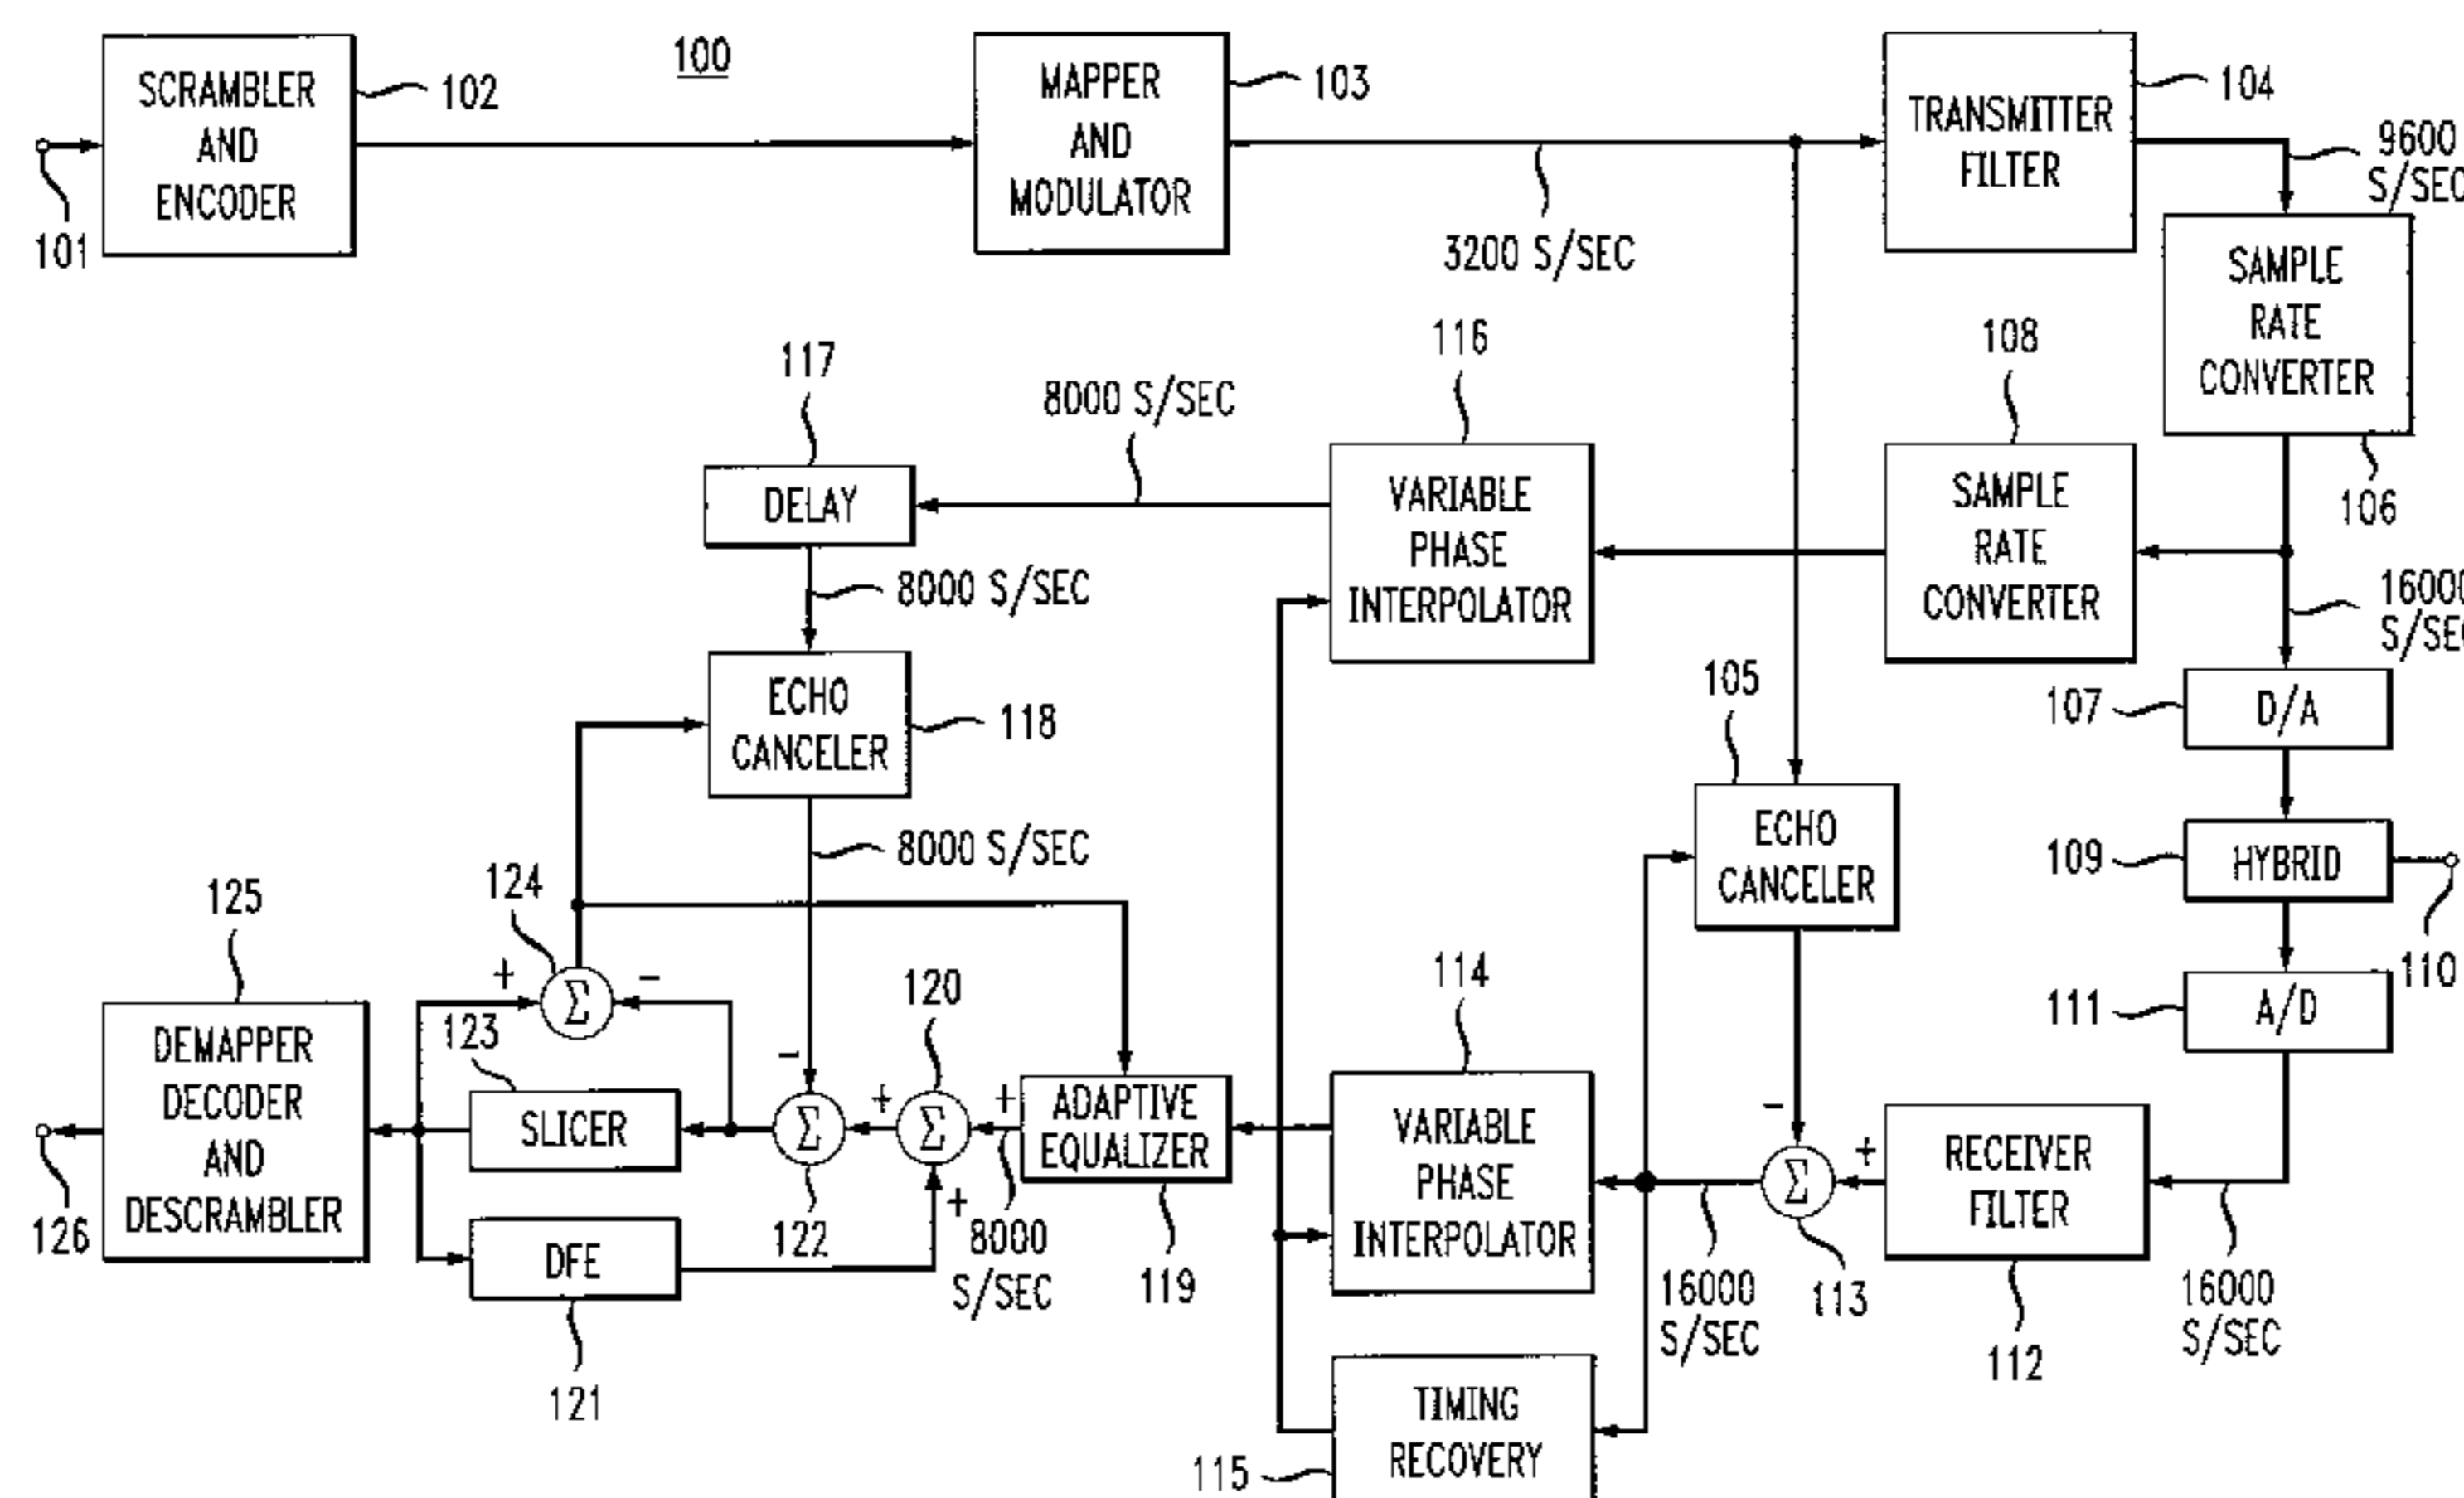 100
SCRAMBLER
AND
ENCODER
102
101
MAPPER
AND
MODULATOR
103
3200 S/SEC
TRANSMITTER
FILTER
104
9600
S/SEC
SAMPLE
RATE
CONVERTER
106
117
DELAY
8000 S/SEC
116
VARIABLE
PHASE
INTERPOLATOR
108
SAMPLE
RATE
CONVERTER
16000
8000 S/SEC
ECHO
CANCELER
118
8000 S/SEC
105
ECHO
CANCELER
107
D/A
109
HYBRID
110
111
A/D
125
DEMAPPER
DECODER
AND
DESCRAMBLER
126
124
+
Σ
-
123
SLICER
DFE
121
-
Σ
122
+
120
Σ
+
+
8000
S/SEC
ADAPTIVE
EQUALIZER
119
114
VARIABLE
PHASE
INTERPOLATOR
-
Σ
+
113
16000
S/SEC
RECEIVER
FILTER
112
16000
S/SEC
TIMING
RECOVERY
115